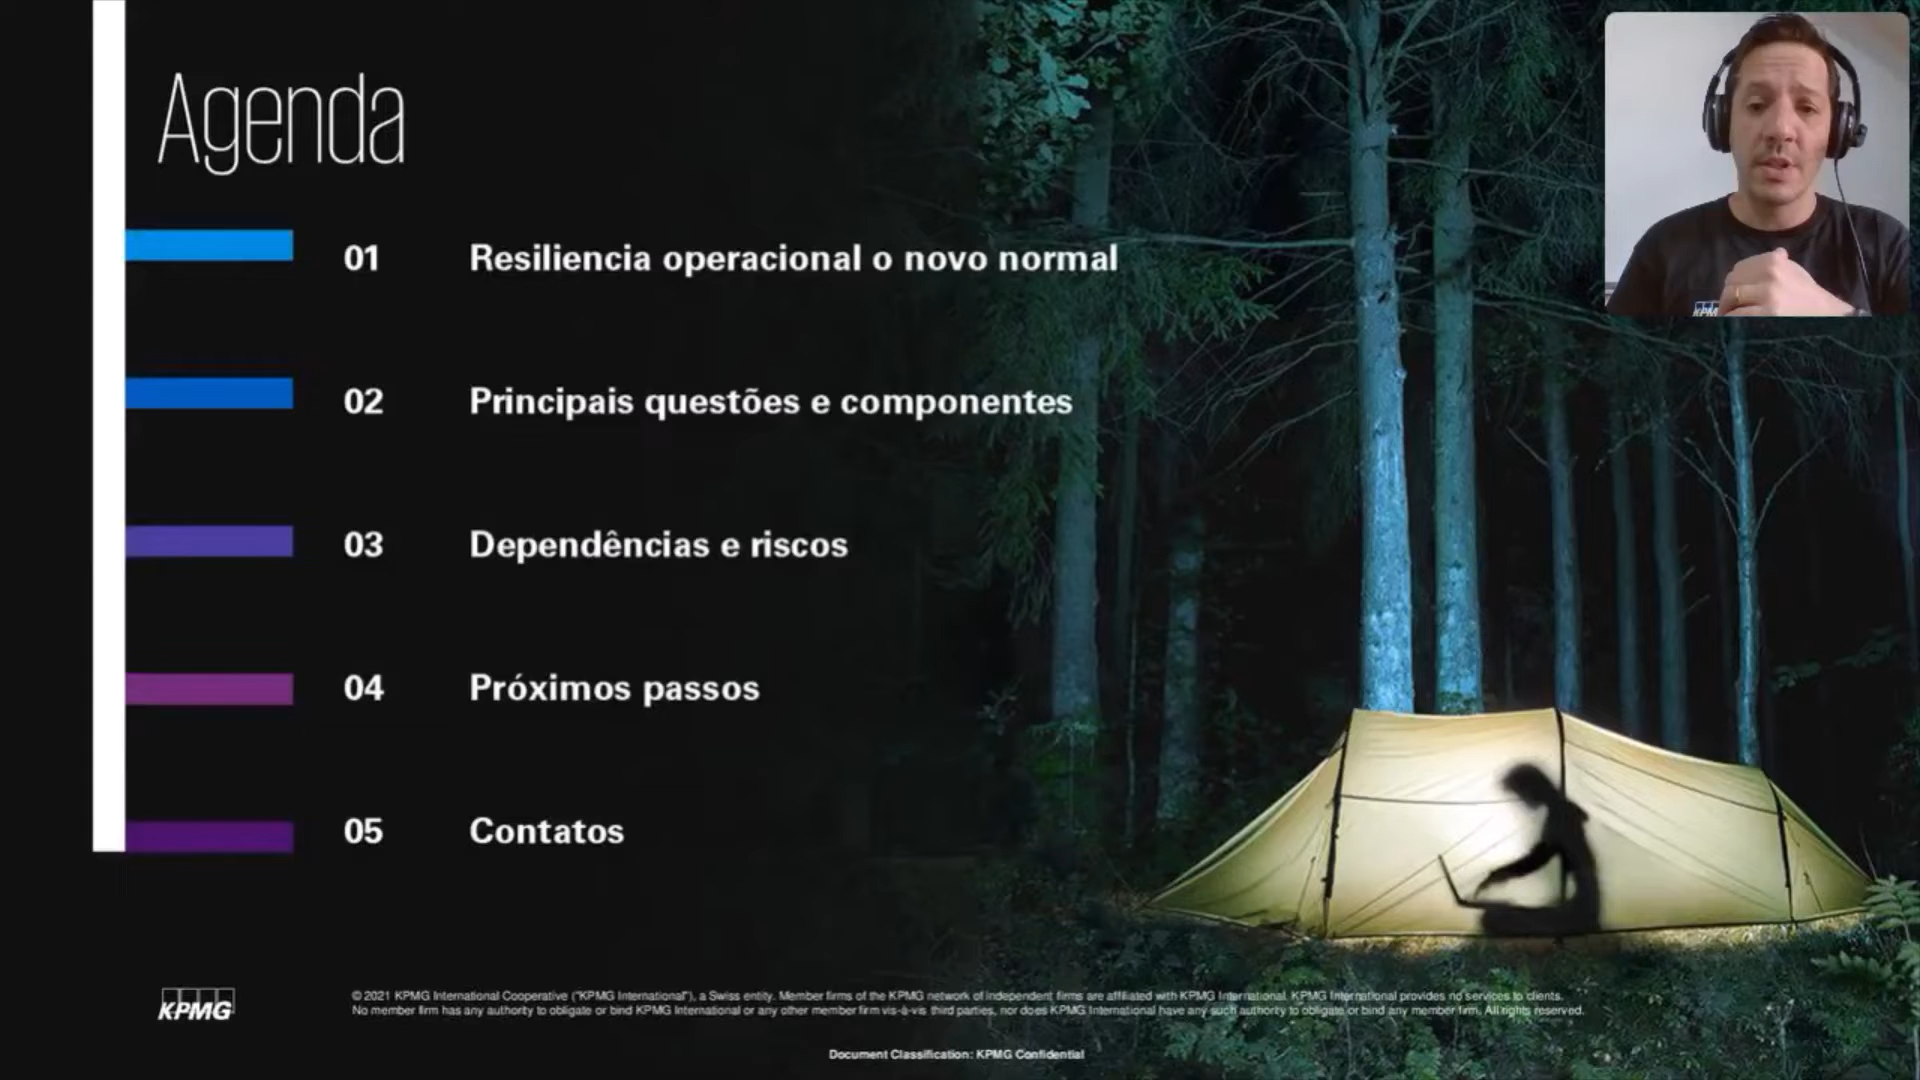 Agenda
01 Resiliencia operacional o novo normal
02 Principais questões e componentes
03 Dependências e riscos
04 Próximos passos
05 Contatos
KPMG
KPMG
© 2021 KPMG International Cooperative ("KPMG International"), a Swiss entity. Member firms of the KPMG network of independent firms are affiliated with KPMG International. KPMG International provides no services to clients.
No member firm has any authority to obligate or bind KPMG International or any other member firm vis-à-vis third parties, nor does KPMG International have any such authority to obligate or bind any member firm. All rights reserved.
Document Classification: KPMG Confidential